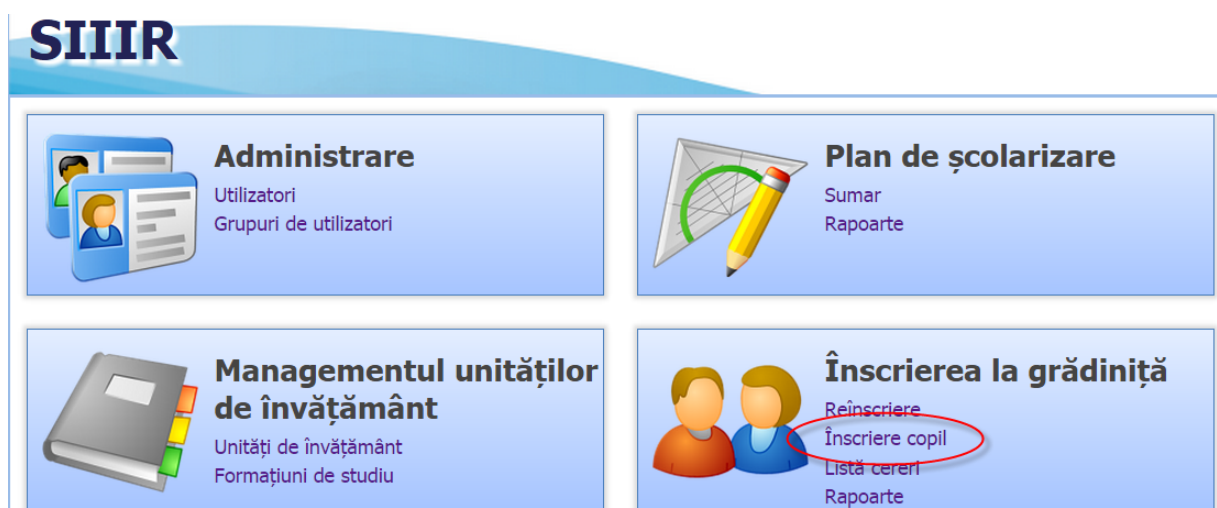 SIIIR
Administrare
Utilizatori
Grupuri de utilizatori
Plan de școlarizare
Sumar
Rapoarte
Managementul unităților
de învățământ
Unități de învățământ
Formațiuni de studiu
Înscrierea la grădiniță
Reînscriere
Înscriere copil
Listă cereri
Rapoarte